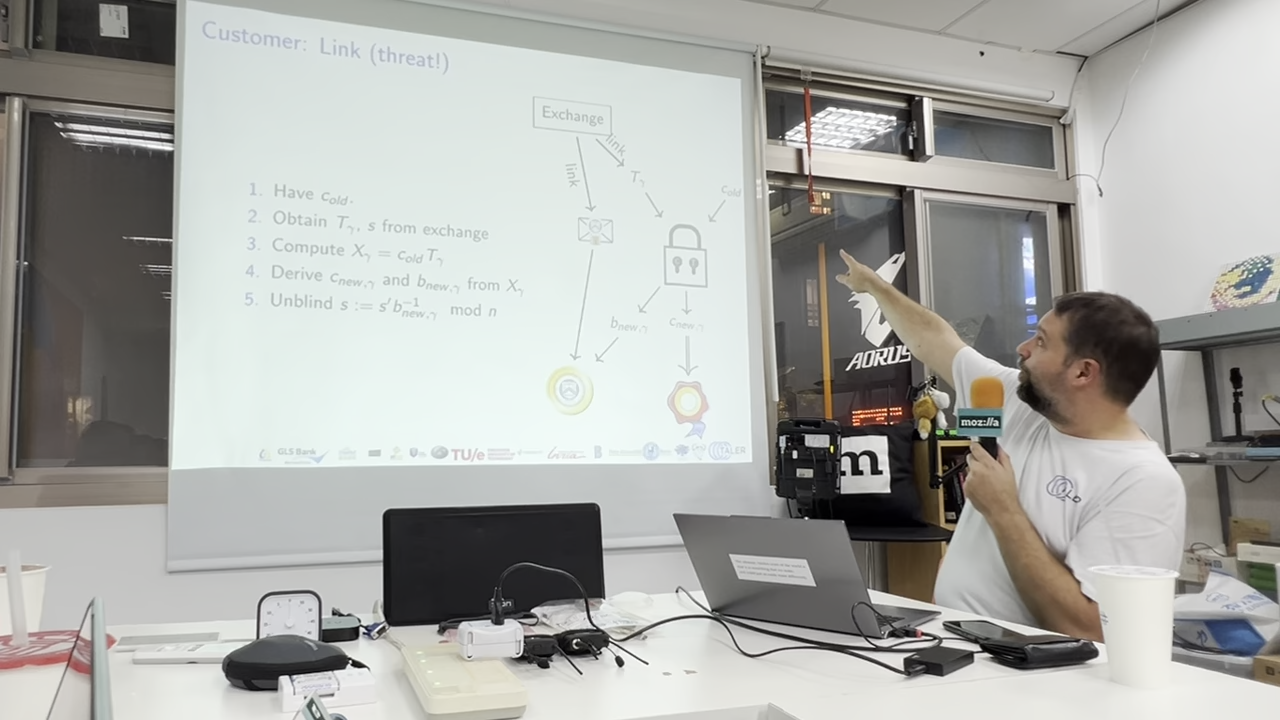 Customer: Link (threat!)
Exchange
link
link
T_γ
c_old
1. Have c_old.
2. Obtain T_γ, s from exchange
3. Compute X_γ = c_old T_γ
4. Derive c_new,γ and b_new,γ from X_γ
5. Unblind s := s′b⁻¹_new,γ mod n
b_new,γ
c_new,γ
GLS Bank
TU/e
TALER
AORUS
moz://a
m